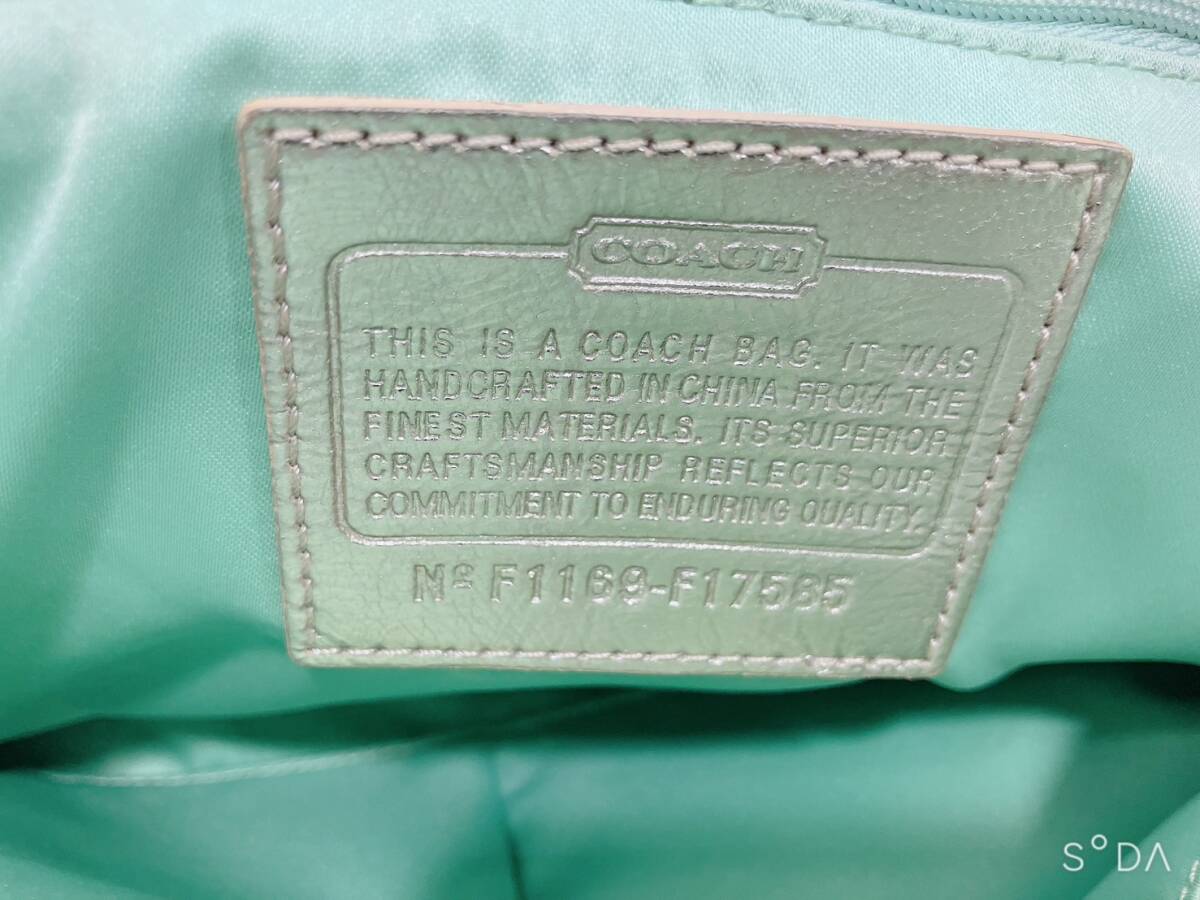 COACH
THIS IS A COACH BAG. IT WAS
HANDCRAFTED IN CHINA FROM THE
FINEST MATERIALS. ITS SUPERIOR
CRAFTSMANSHIP REFLECTS OUR
COMMITMENT TO ENDURING QUALITY.
Nº F1169-F17565
S°DA